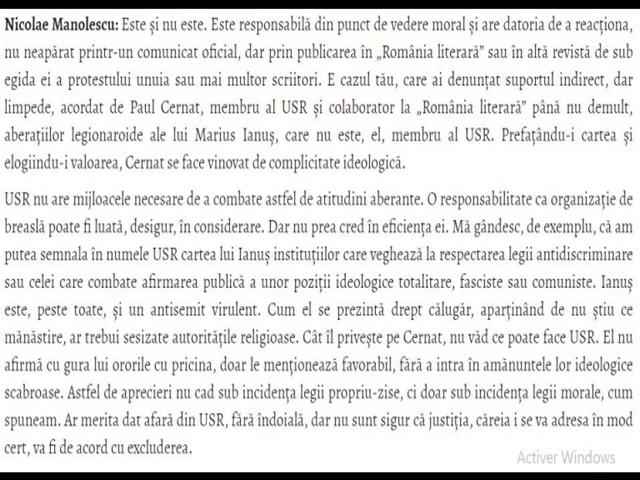 Nicolae Manolescu: Este și nu este. Este responsabilă din punct de vedere moral și are datoria de a reacționa,
nu neapărat printr-un comunicat oficial, dar prin publicarea în „România literară” sau în altă revistă de sub
egida ei a protestului unuia sau mai multor scriitori. E cazul tău, care ai denunțat suportul indirect, dar
limpede, acordat de Paul Cernat, membru al USR și colaborator la „România literară” până nu demult,
aberațiilor legionaroide ale lui Marius Ianuș, care nu este, el, membru al USR. Prefațându-i cartea și
elogiindu-i valoarea, Cernat se face vinovat de complicitate ideologică.
USR nu are mijloacele necesare de a combate astfel de atitudini aberante. O responsabilitate ca organizație de
breaslă poate fi luată, desigur, în considerare. Dar nu prea cred în eficiența ei. Mă gândesc, de exemplu, că am
putea semnala în numele USR cartea lui Ianuș instituțiilor care veghează la respectarea legii antidiscriminare
sau celei care combate afirmarea publică a unor poziții ideologice totalitare, fasciste sau comuniste. Ianuș
este, peste toate, și un antisemit virulent. Cum el se prezintă drept călugăr, aparținând de nu știu ce
mănăstire, ar trebui sesizate autoritățile religioase. Cât îl privește pe Cernat, nu văd ce poate face USR. El nu
afirmă cu gura lui ororile cu pricina, doar le menționează favorabil, fără a intra în amănuntele lor ideologice
scabroase. Astfel de aprecieri nu cad sub incidența legii propriu-zise, ci doar sub incidența legii morale, cum
spuneam. Ar merita dat afară din USR, fără îndoială, dar nu sunt sigur că justiția, căreia i se va adresa în mod
cert, va fi de acord cu excluderea.
Activer Windows